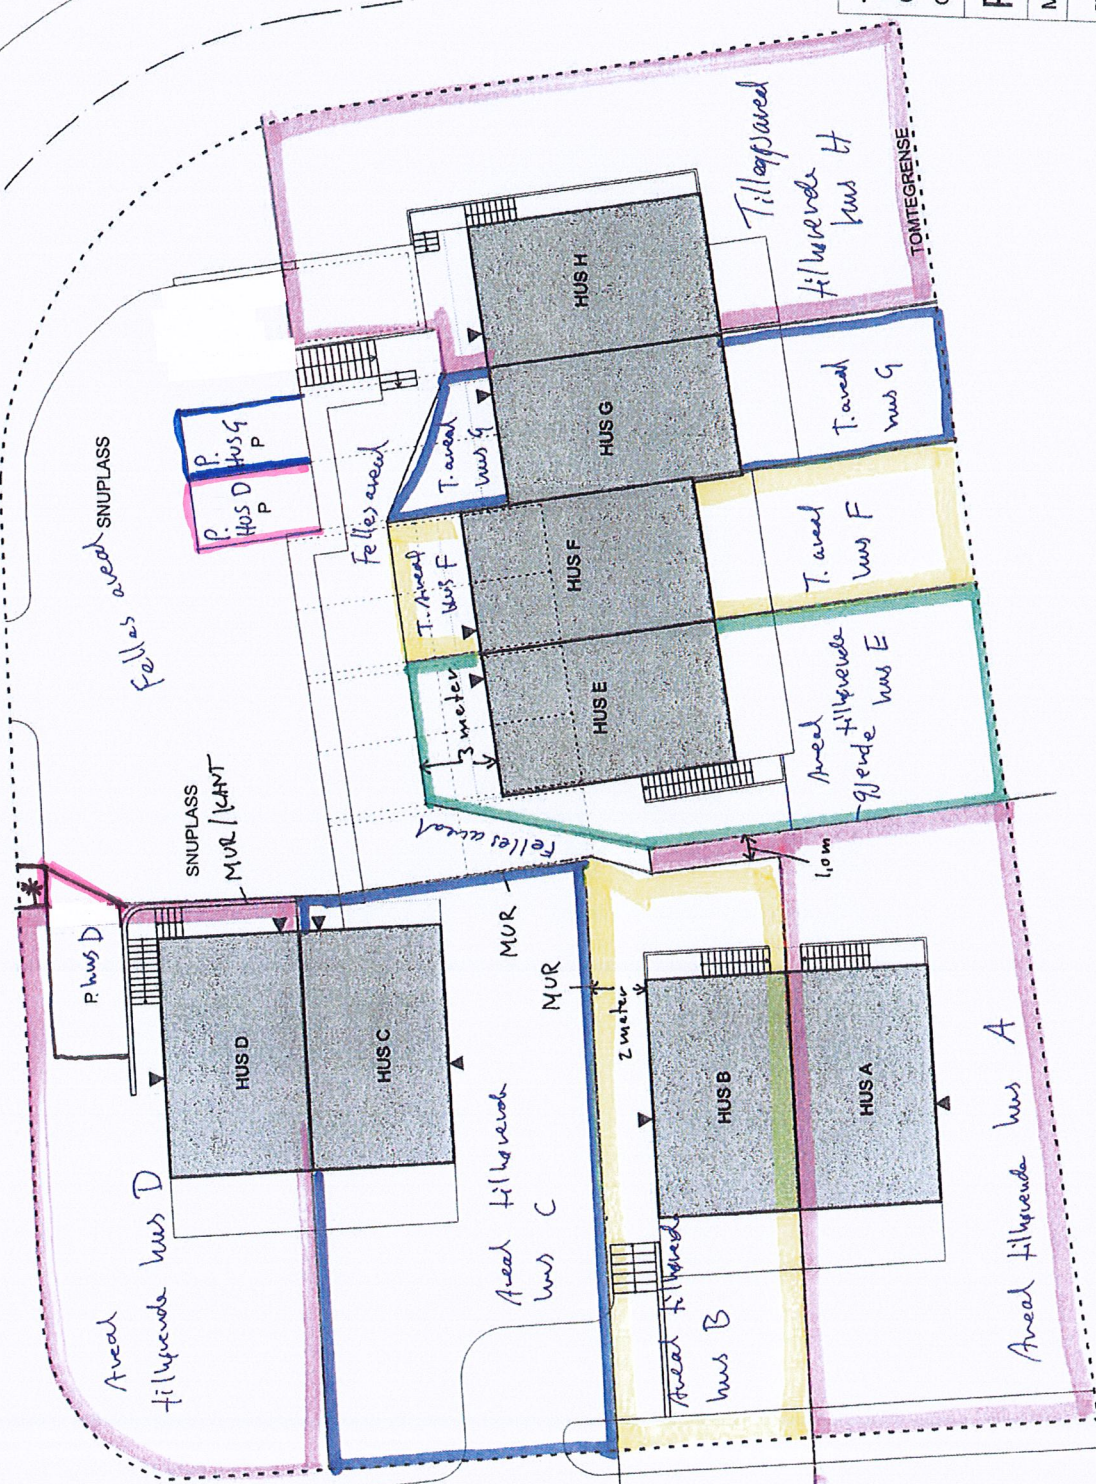 TOMTEGRENSE
Tilleggsareal
tilhørende
hus H
HUS H
T. areal
hus G
HUS G
T. areal
hus G
P.
HUS G
P
P.
HUS D
P
Felles areal
SNUPLASS
Felles areal
T. Areal
hus F
HUS F
T. areal
hus F
3 meter
HUS E
Areal
tilhørende
hus E
Felles areal
1,0 m
SNUPLASS
MUR/KANT
*
P. hus D
HUS D
HUS C
MUR
MUR
2 meter
HUS B
HUS A
Areal
tilhørende hus D
Areal tilhørende
hus C
Areal tilhørende
hus B
Areal tilhørende hus A